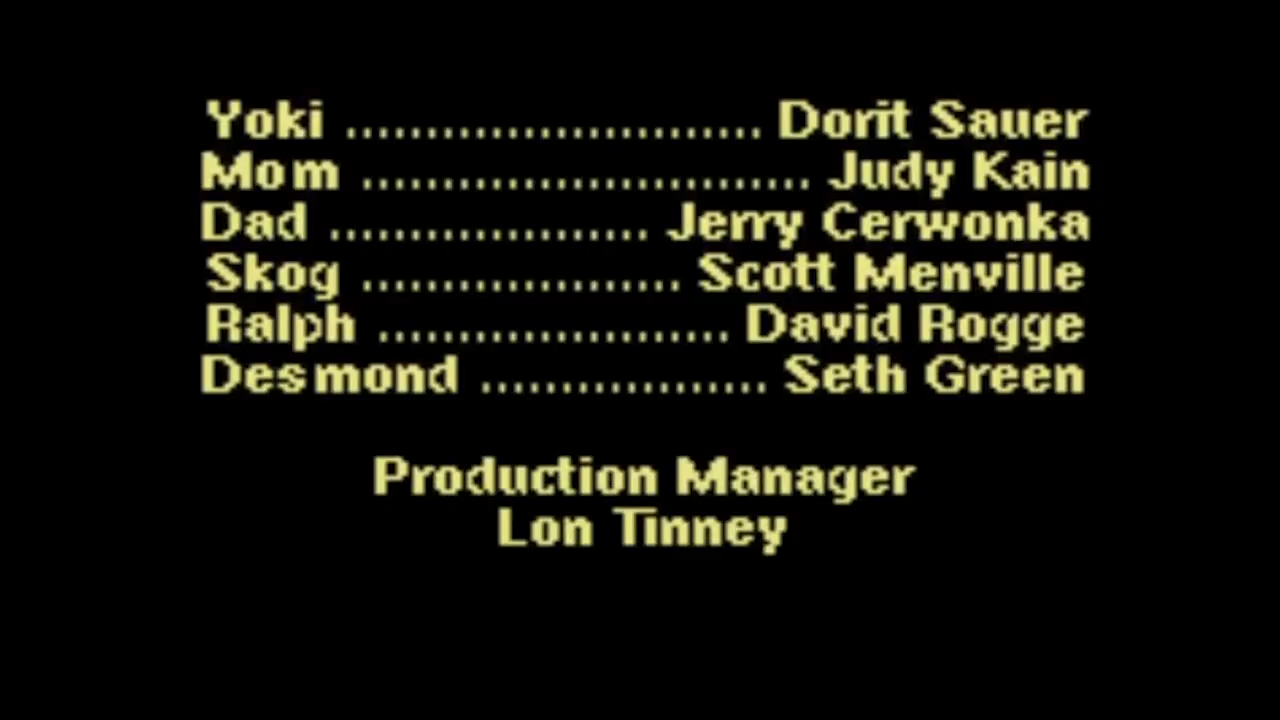 Yoki .......................... Dorit Sauer
Mom ............................ Judy Kain
Dad .................... Jerry Cerwonka
Skog .................... Scott Menville
Ralph ...................... David Rogge
Desmond .................. Seth Green
Production Manager
Lon Tinney